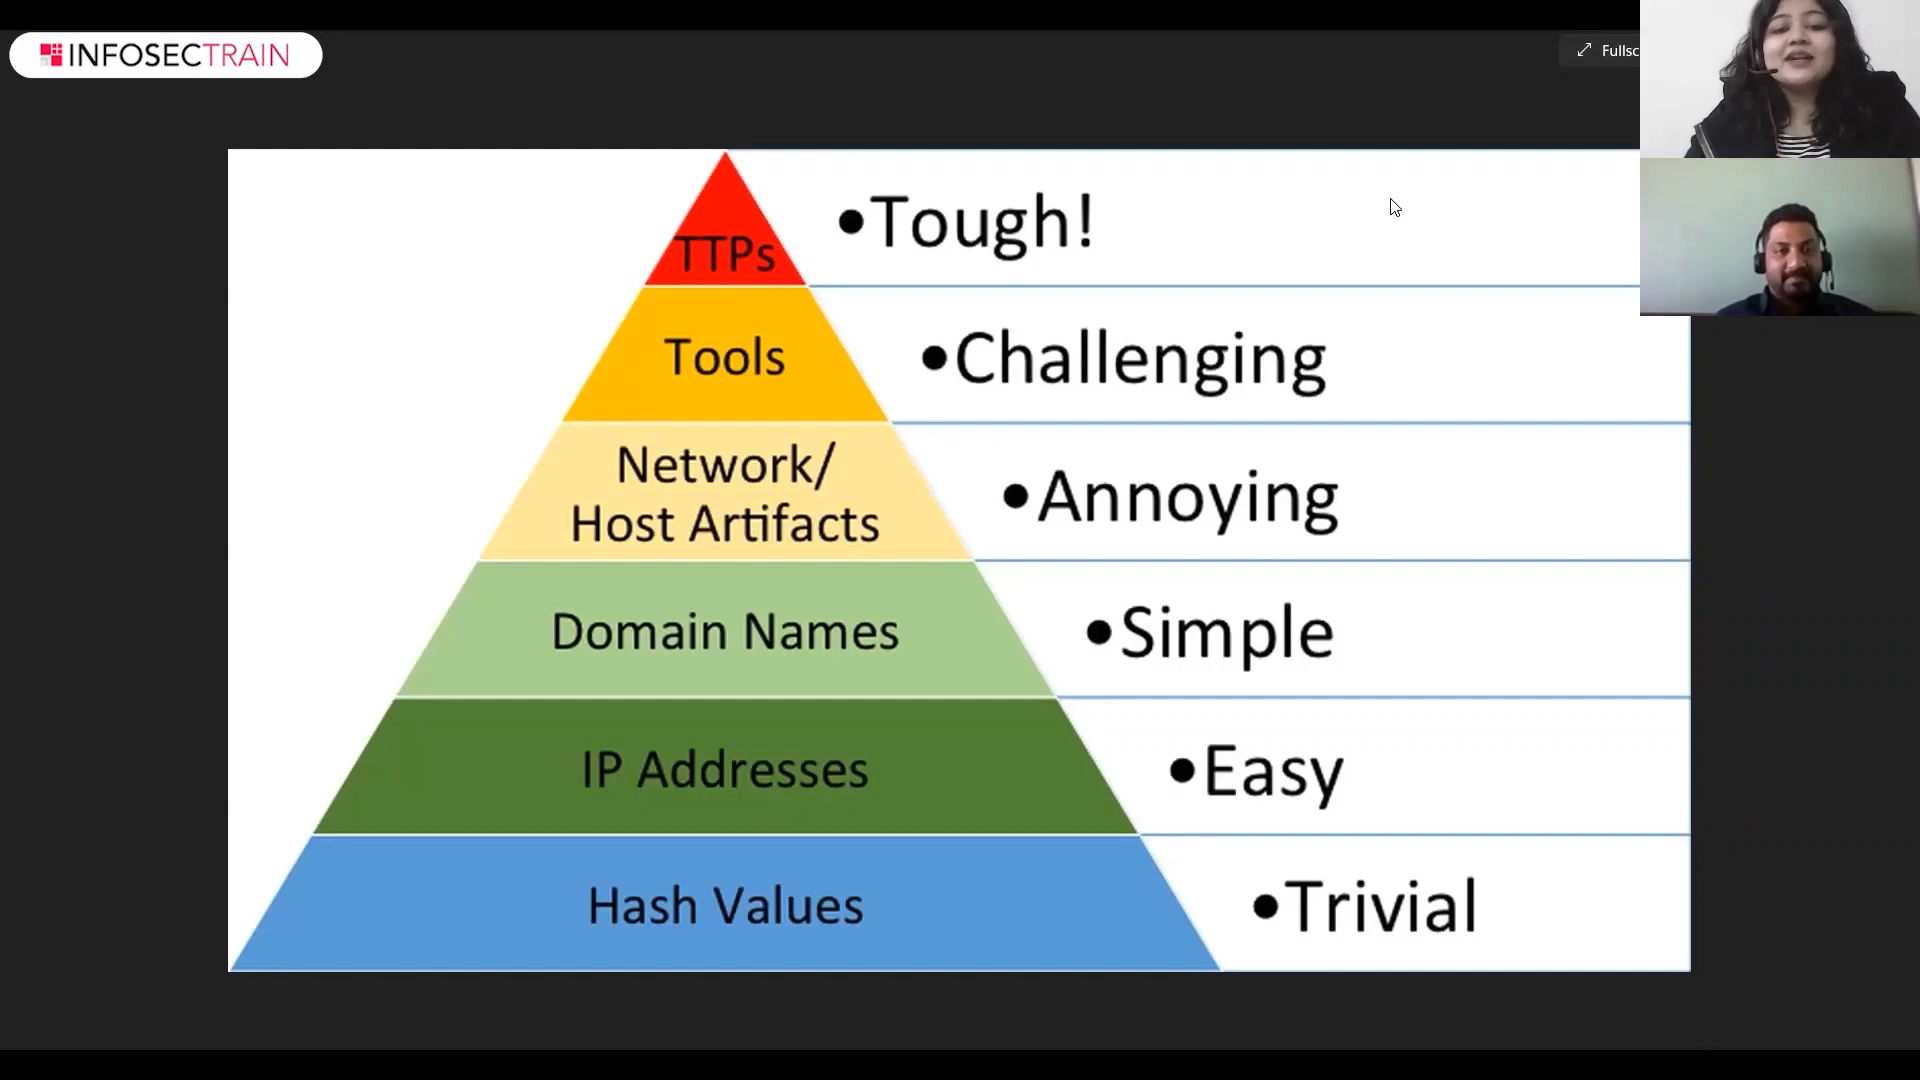 INFOSECTRAIN
Fullsc
TTPs
•Tough!
Tools
•Challenging
Network/
Host Artifacts
•Annoying
Domain Names
•Simple
IP Addresses
•Easy
Hash Values
•Trivial